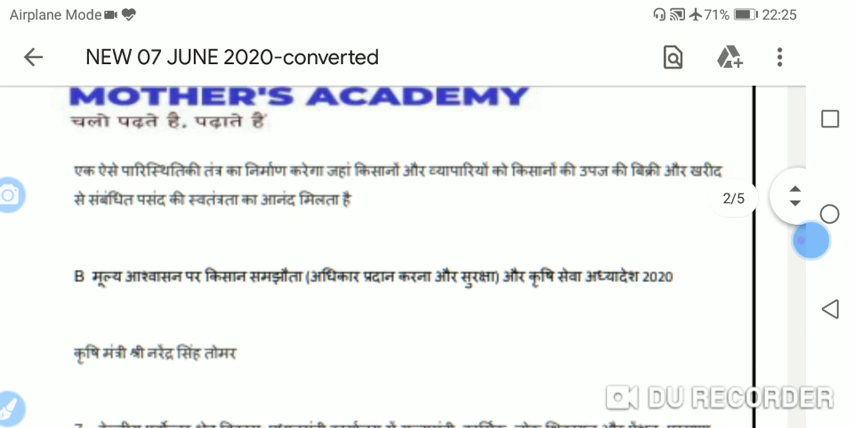 Airplane Mode 71% 22:25
NEW 07 JUNE 2020-converted
MOTHER'S ACADEMY
चलो पढ़ते है, पढ़ाते हैं
एक ऐसे पारिस्थितिकी तंत्र का निर्माण करेगा जहां किसानों और व्यापारियों को किसानों की उपज की बिक्री और खरीद
से संबंधित पसंद की स्वतंत्रता का आनंद मिलता है
2/5
B मूल्य आश्वासन पर किसान समझौता (अधिकार प्रदान करना और सुरक्षा) और कृषि सेवा अध्यादेश 2020
कृषि मंत्री श्री नरेंद्र सिंह तोमर
DU RECORDER